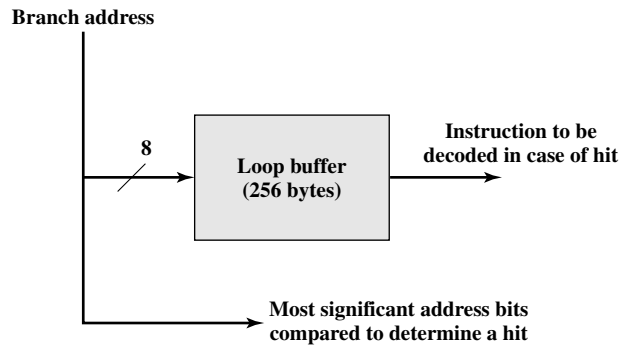 Branch address
8
Loop buffer
(256 bytes)
Instruction to be
decoded in case of hit
Most significant address bits
compared to determine a hit